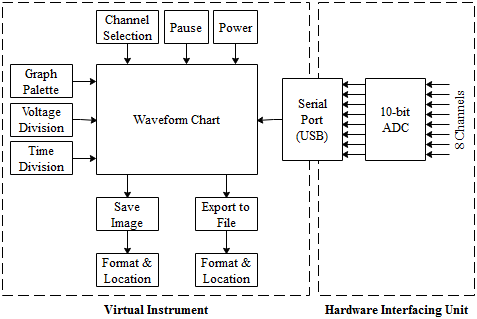 Channel
Selection
Pause
Power
Graph
Palette
Voltage
Division
Time
Division
Waveform Chart
Serial
Port
(USB)
10-bit
ADC
8 Channels
Save
Image
Export to
File
Format &
Location
Format &
Location
Virtual Instrument
Hardware Interfacing Unit